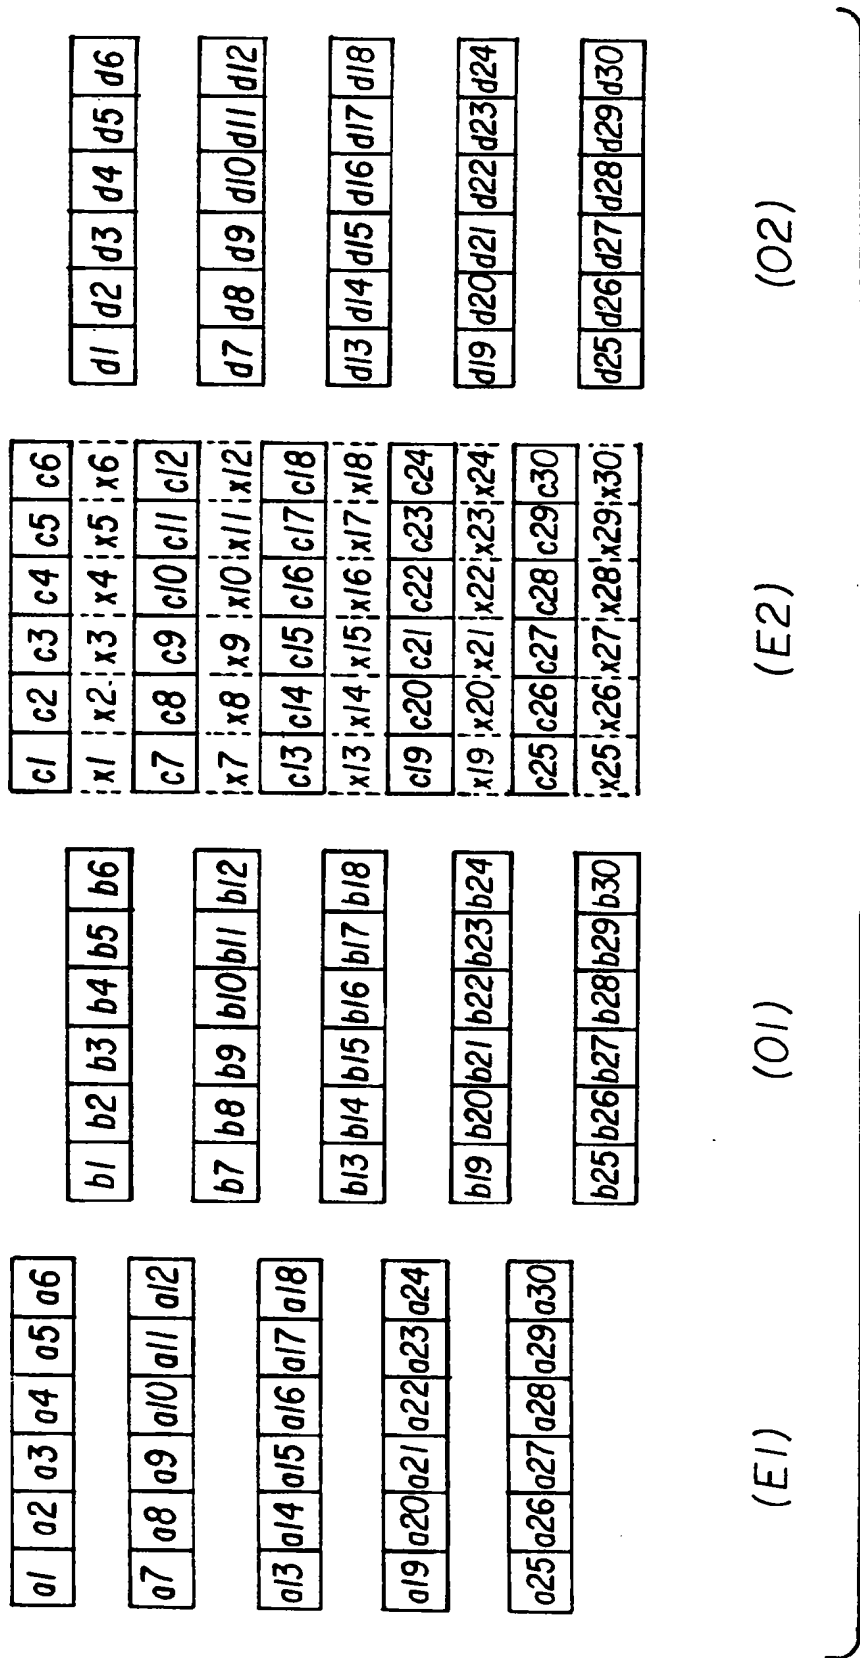 a1 a2 a3 a4 a5 a6
a7 a8 a9 a10 a11 a12
a13 a14 a15 a16 a17 a18
a19 a20 a21 a22 a23 a24
a25 a26 a27 a28 a29 a30
(E1)
b1 b2 b3 b4 b5 b6
b7 b8 b9 b10 b11 b12
b13 b14 b15 b16 b17 b18
b19 b20 b21 b22 b23 b24
b25 b26 b27 b28 b29 b30
(O1)
c1 c2 c3 c4 c5 c6
x1 x2 x3 x4 x5 x6
c7 c8 c9 c10 c11 c12
x7 x8 x9 x10 x11 x12
c13 c14 c15 c16 c17 c18
x13 x14 x15 x16 x17 x18
c19 c20 c21 c22 c23 c24
x19 x20 x21 x22 x23 x24
c25 c26 c27 c28 c29 c30
x25 x26 x27 x28 x29 x30
(E2)
d1 d2 d3 d4 d5 d6
d7 d8 d9 d10 d11 d12
d13 d14 d15 d16 d17 d18
d19 d20 d21 d22 d23 d24
d25 d26 d27 d28 d29 d30
(O2)